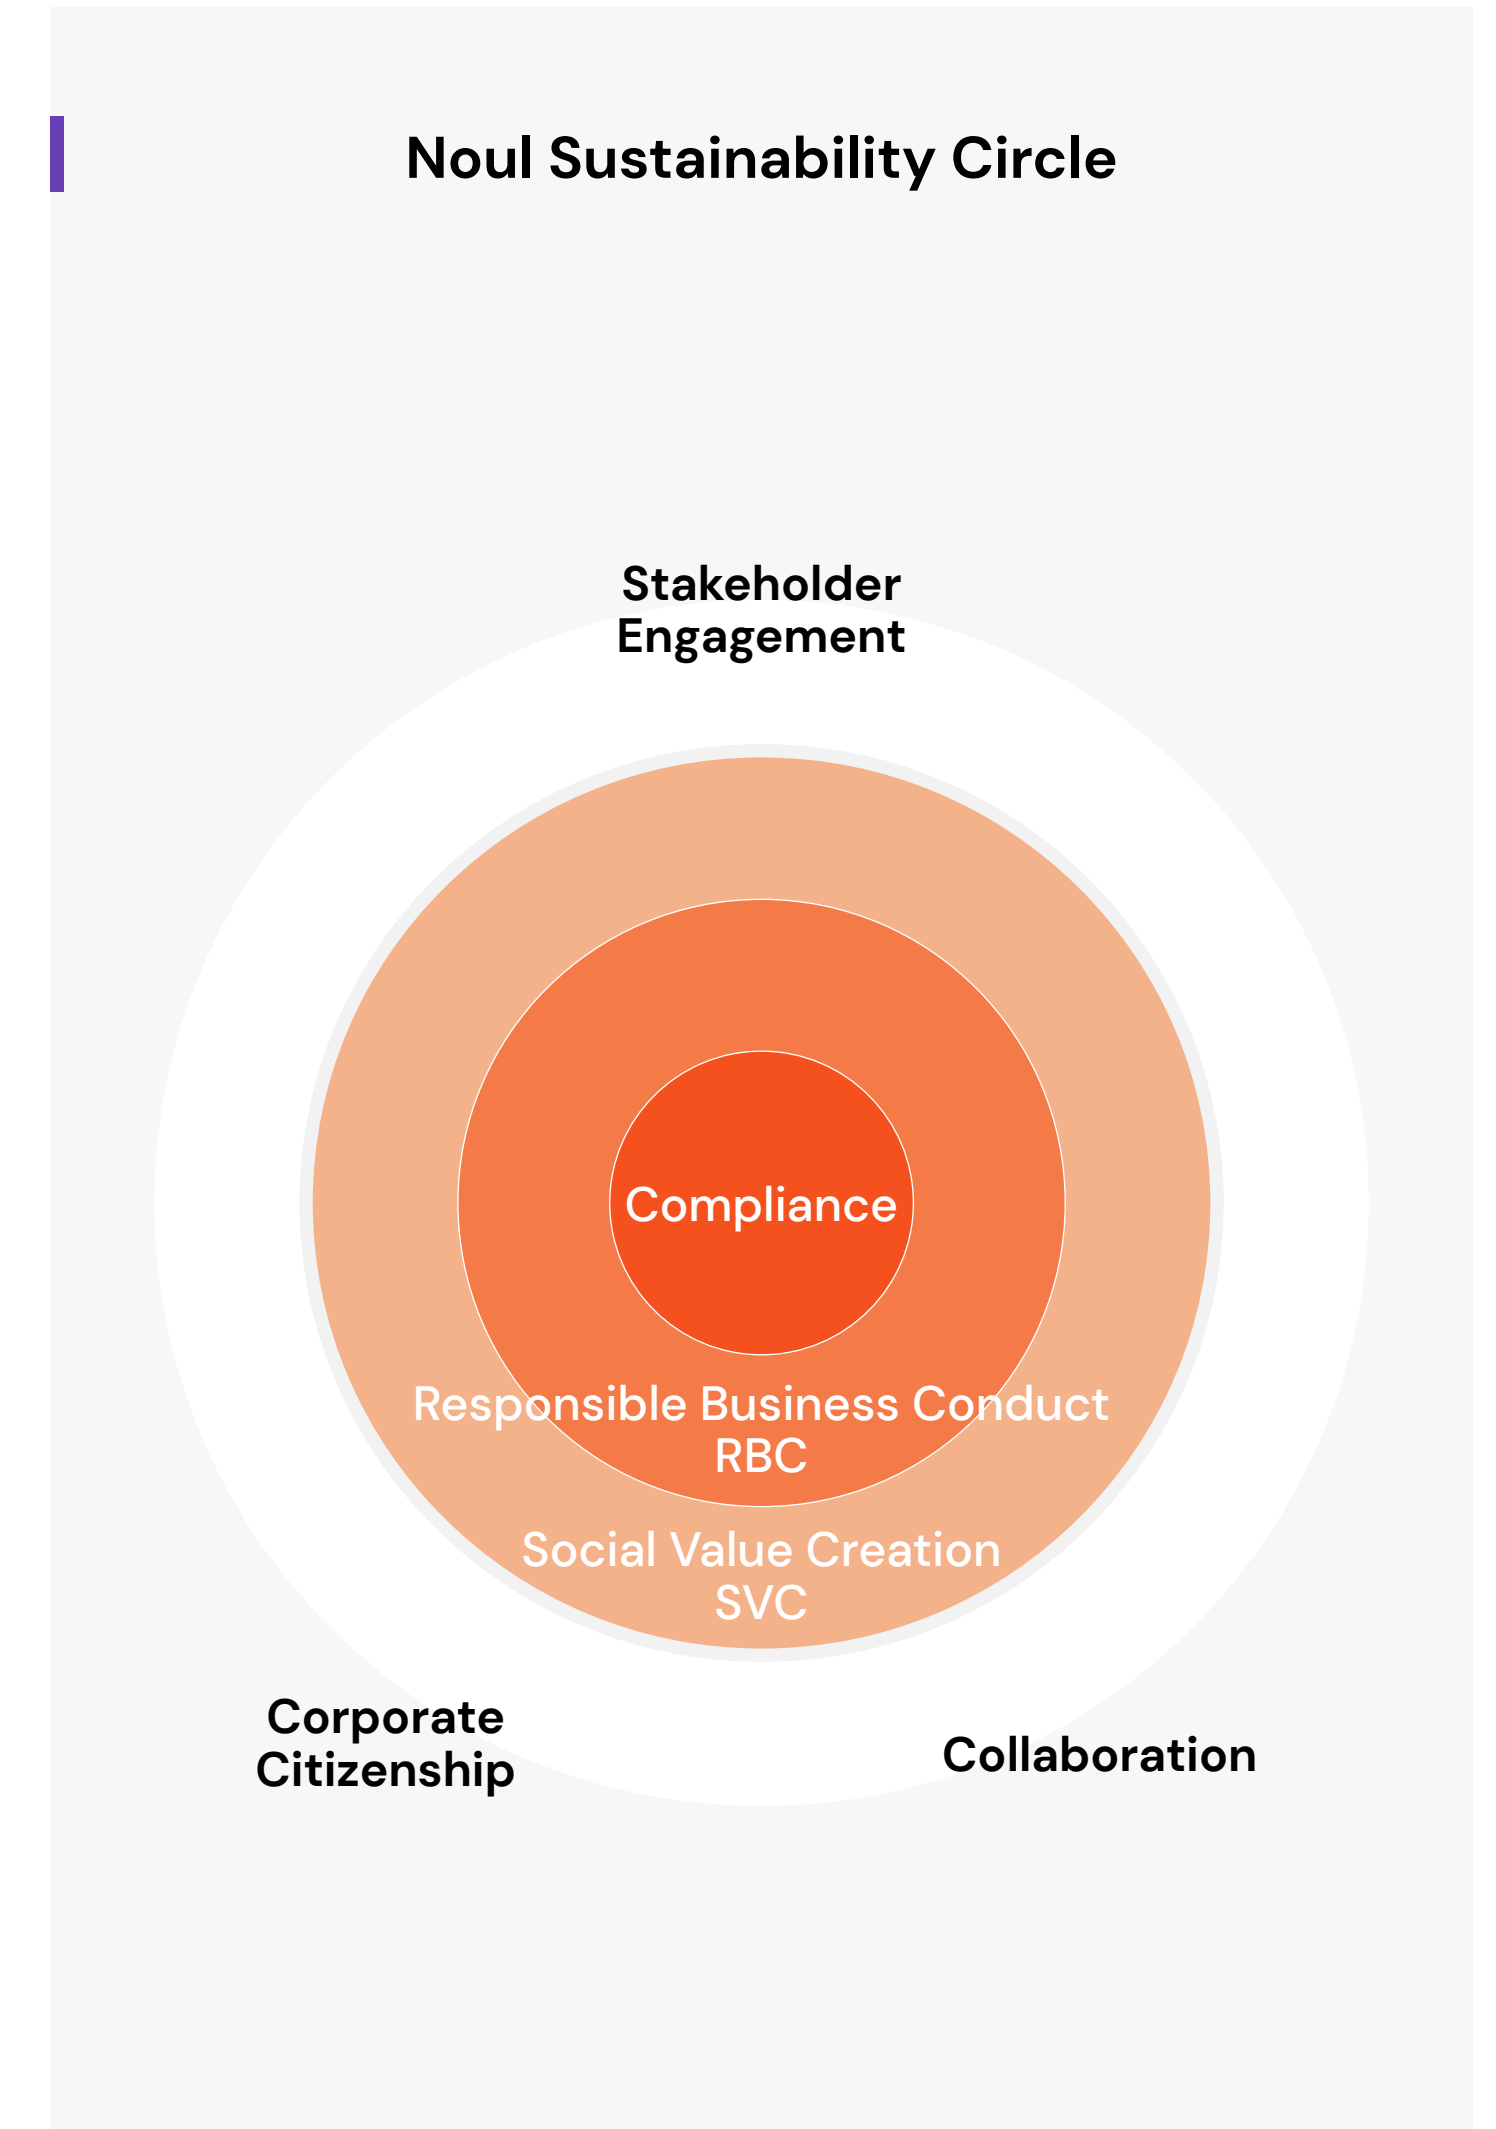 Noul Sustainability Circle
Stakeholder
Engagement
Compliance
Responsible Business Conduct
RBC
Social Value Creation
SVC
Corporate
Citizenship
Collaboration